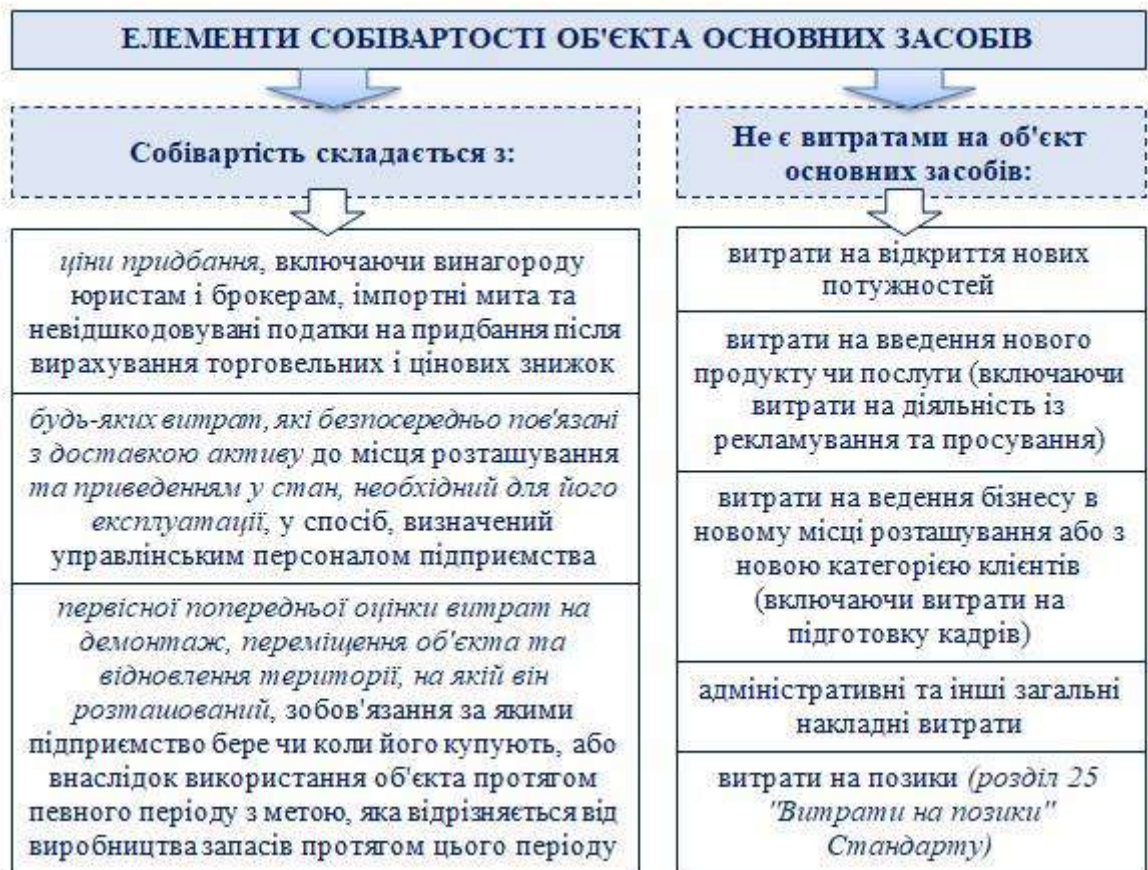 ЕЛЕМЕНТИ СОБІВАРТОСТІ ОБ'ЄКТА ОСНОВНИХ ЗАСОБІВ
Собівартість складається з:
ціни придбання, включаючи винагороду
юристам і брокерам, імпортні мита та
невідшкодовувані податки на придбання після
вирахування торговельних і цінових знижок
будь-яких витрат, які безпосередньо пов'язані
з доставкою активу до місця розташування
та приведенням у стан, необхідний для його
експлуатації, у спосіб, визначений
управлінським персоналом підприємства
первісної попередньої оцінки витрат на
демонтаж, переміщення об'єкта та
відновлення території, на якій він
розташований, зобов'язання за якими
підприємство бере чи коли його купують, або
внаслідок використання об'єкта протягом
певного періоду з метою, яка відрізняється від
виробництва запасів протягом цього періоду
Не є витратами на об'єкт
основних засобів:
витрати на відкриття нових
потужностей
витрати на введення нового
продукту чи послуги (включаючи
витрати на діяльність із
рекламування та просування)
витрати на ведення бізнесу в
новому місці розташування або з
новою категорією клієнтів
(включаючи витрати на
підготовку кадрів)
адміністративні та інші загальні
накладні витрати
витрати на позики (розділ 25
"Витрати на позики"
Стандарту)